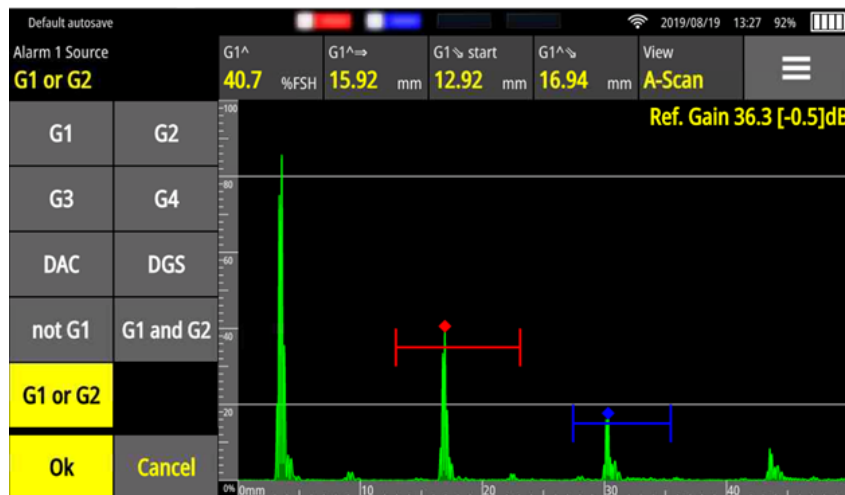 Default autosave
2019/08/19 13:27 92%
Alarm 1 Source
G1 or G2
G1^
40.7 %FSH
G1^⇒
15.92 mm
G1⇘ start
12.92 mm
G1^⇘
16.94 mm
View
A-Scan
G1 G2
G3 G4
DAC DGS
not G1 G1 and G2
G1 or G2
Ok Cancel
Ref. Gain 36.3 [-0.5]dB
100
80
60
40
20
0% 0mm 10 20 30 40